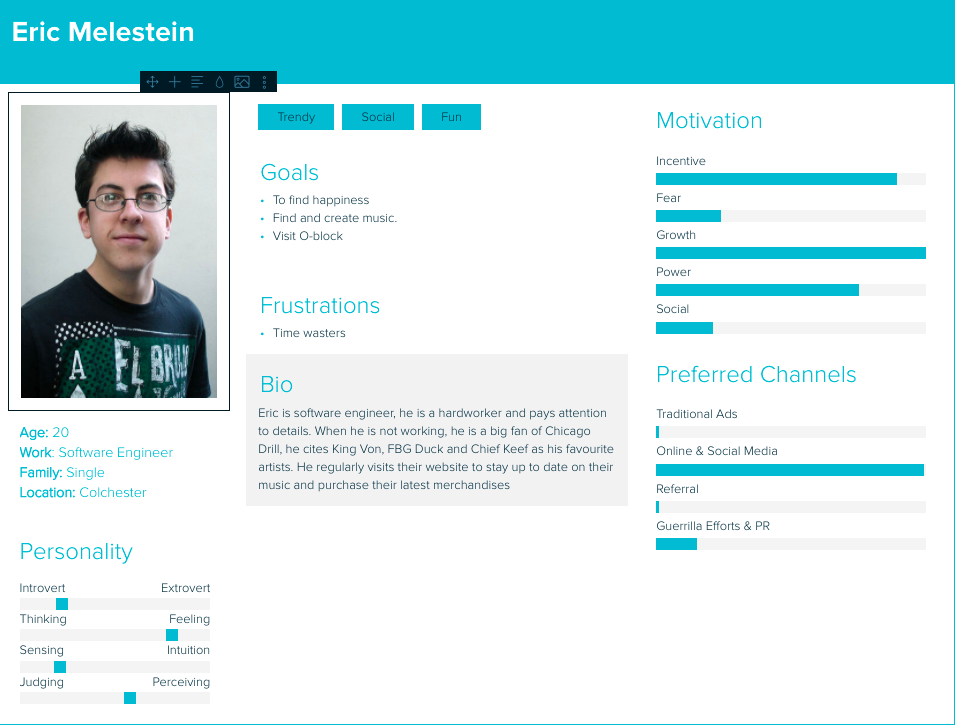 Eric Melestein
A
EL
Age: 20
Work: Software Engineer
Family: Single
Location: Colchester
Personality
Introvert Extrovert
Thinking Feeling
Sensing Intuition
Judging Perceiving
Trendy Social Fun
Goals
• To find happiness
• Find and create music.
• Visit O-block
Frustrations
• Time wasters
Bio
Eric is software engineer, he is a hardworker and pays attention
to details. When he is not working, he is a big fan of Chicago
Drill, he cites King Von, FBG Duck and Chief Keef as his favourite
artists. He regularly visits their website to stay up to date on their
music and purchase their latest merchandises
Motivation
Incentive
Fear
Growth
Power
Social
Preferred Channels
Traditional Ads
Online & Social Media
Referral
Guerrilla Efforts & PR